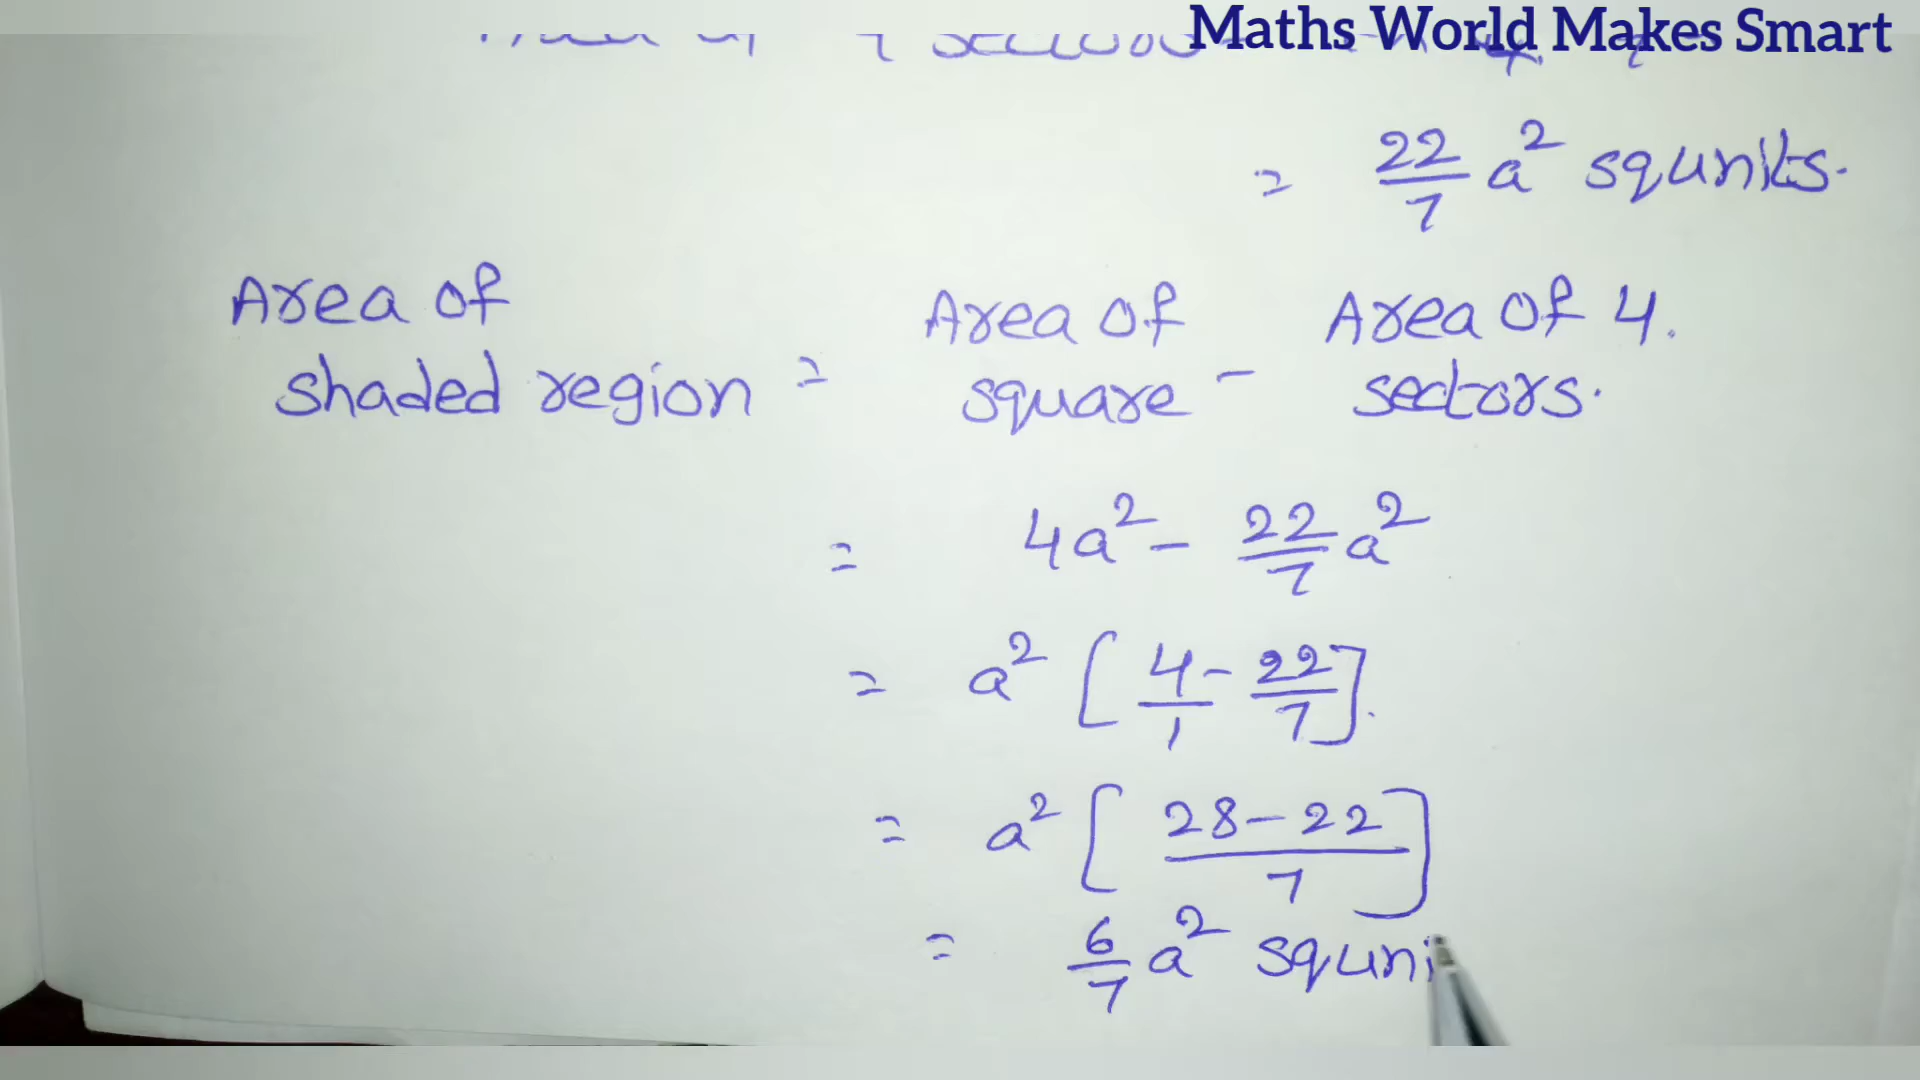 Maths World Makes Smart
= 22/7 a² squnits.
Area of Area of Area of 4.
shaded region = square - sectors.
= 4a² - 22/7 a²
= a² [ 4/1 - 22/7 ].
= a² [ 28-22/7 ]
= 6/7 a² squni